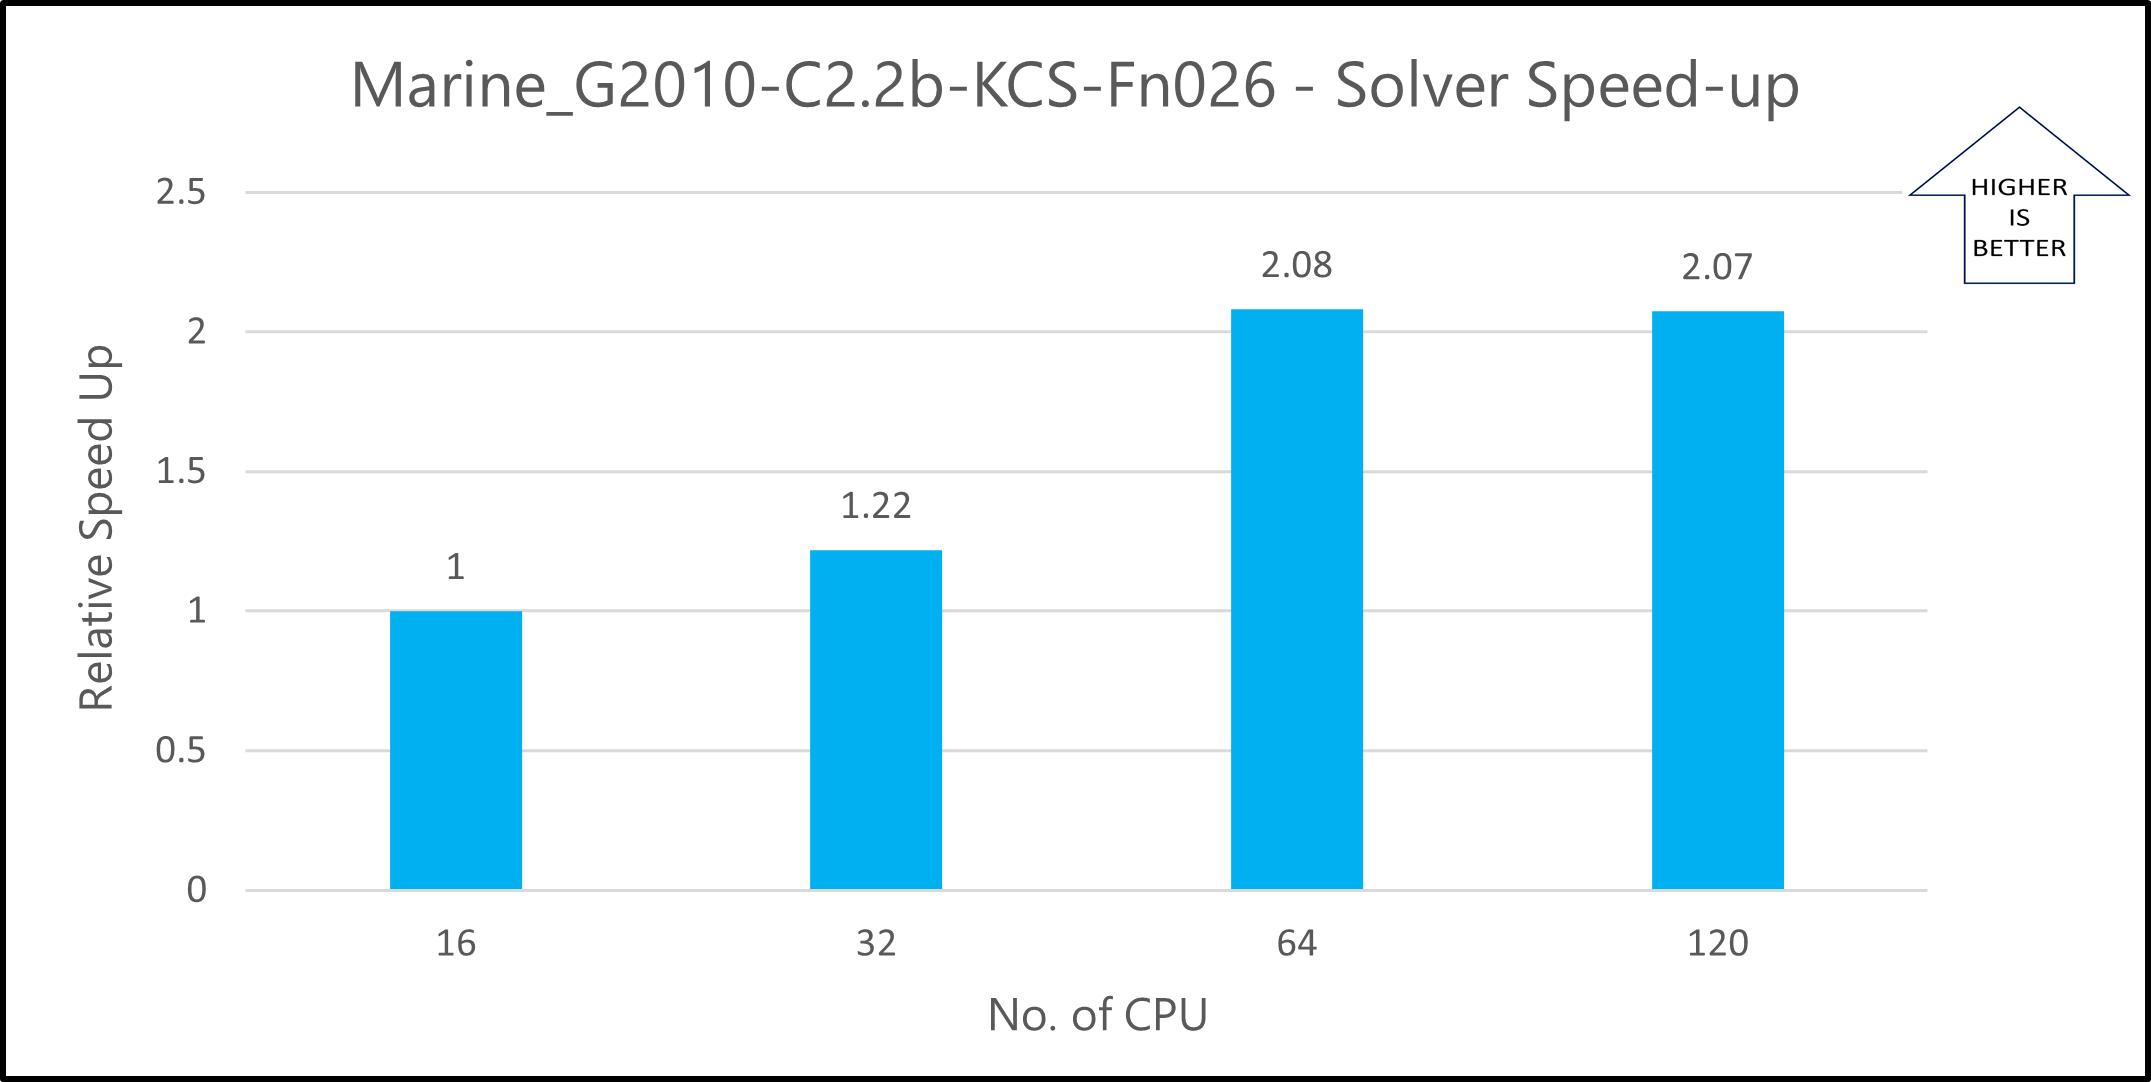 Marine_G2010-C2.2b-KCS-Fn026 - Solver Speed-up
HIGHER
IS
BETTER
Relative Speed Up
2.5
2
1.5
1
0.5
0
1
1.22
2.08
2.07
16
32
64
120
No. of CPU